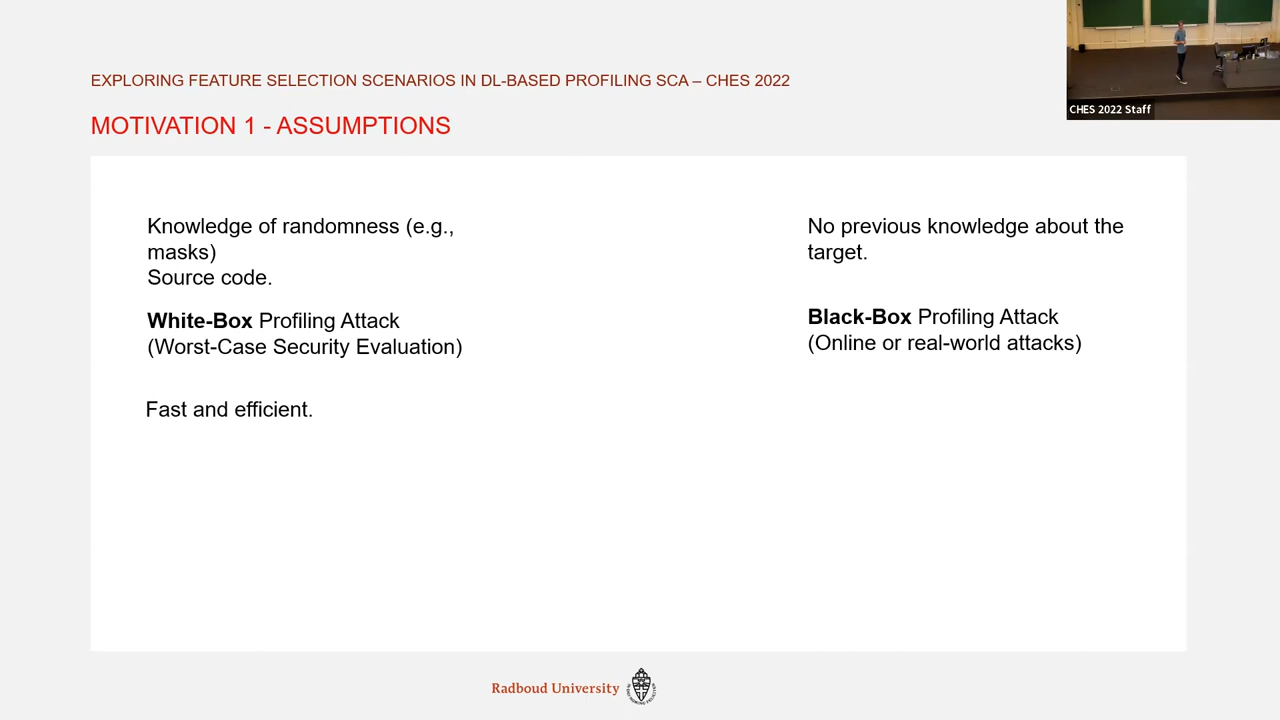 EXPLORING FEATURE SELECTION SCENARIOS IN DL-BASED PROFILING SCA – CHES 2022
CHES 2022 Staff
MOTIVATION 1 - ASSUMPTIONS
Knowledge of randomness (e.g.,
masks)
Source code.
White-Box Profiling Attack
(Worst-Case Security Evaluation)
Fast and efficient.
No previous knowledge about the
target.
Black-Box Profiling Attack
(Online or real-world attacks)
Radboud University